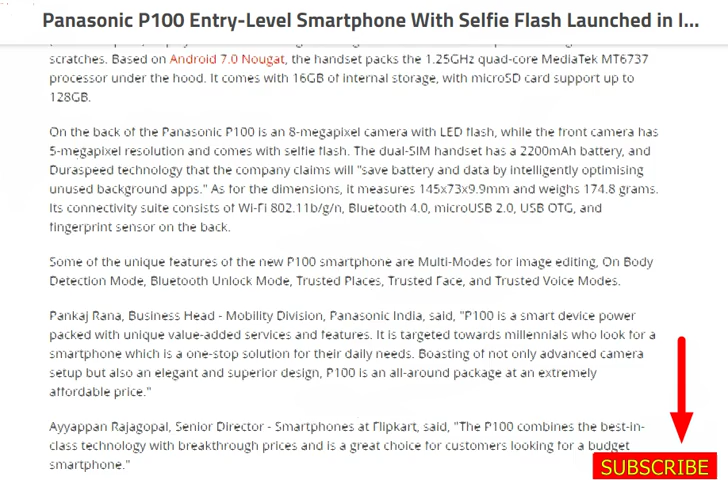 Panasonic P100 Entry-Level Smartphone With Selfie Flash Launched in I...
scratches. Based on Android 7.0 Nougat, the handset packs the 1.25GHz quad-core MediaTek MT6737
processor under the hood. It comes with 16GB of internal storage, with microSD card support up to
128GB.
On the back of the Panasonic P100 is an 8-megapixel camera with LED flash, while the front camera has
5-megapixel resolution and comes with selfie flash. The dual-SIM handset has a 2200mAh battery, and
Duraspeed technology that the company claims will "save battery and data by intelligently optimising
unused background apps." As for the dimensions, it measures 145x73x9.9mm and weighs 174.8 grams.
Its connectivity suite consists of Wi-Fi 802.11b/g/n, Bluetooth 4.0, microUSB 2.0, USB OTG, and
fingerprint sensor on the back.
Some of the unique features of the new P100 smartphone are Multi-Modes for image editing, On Body
Detection Mode, Bluetooth Unlock Mode, Trusted Places, Trusted Face, and Trusted Voice Modes.
Pankaj Rana, Business Head - Mobility Division, Panasonic India, said, "P100 is a smart device power
packed with unique value-added services and features. It is targeted towards millennials who look for a
smartphone which is a one-stop solution for their daily needs. Boasting of not only advanced camera
setup but also an elegant and superior design, P100 is an all-around package at an extremely
affordable price."
Ayyappan Rajagopal, Senior Director - Smartphones at Flipkart, said, "The P100 combines the best-in-
class technology with breakthrough prices and is a great choice for customers looking for a budget
smartphone."
SUBSCRIBE